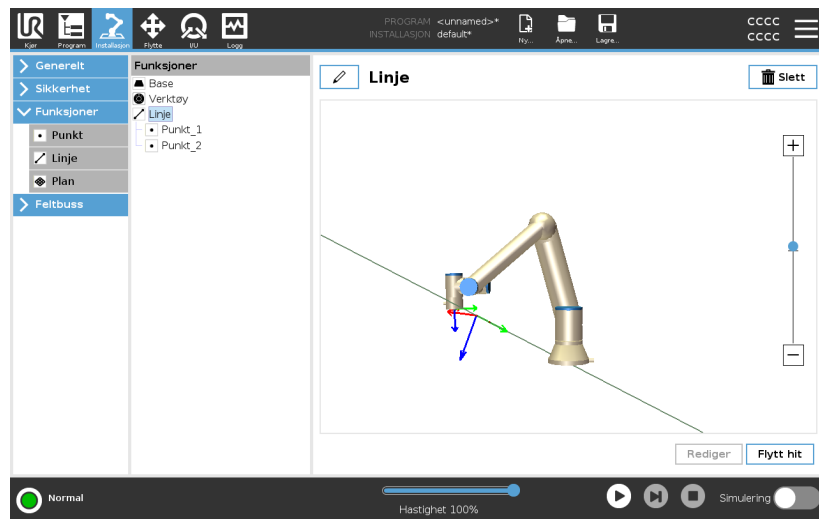 PROGRAM <unnamed>*
INSTALLASJON default*
cccc
cccc
Kjør Program Installasjon Flytte I/U Logg Ny... Åpne... Lagre...
Generelt
Sikkerhet
Funksjoner
Punkt
Linje
Plan
Feltbuss
Funksjoner
Base
Verktøy
Linje
Punkt_1
Punkt_2
Linje
Slett
Rediger
Flytt hit
Normal
Hastighet 100%
Simulering